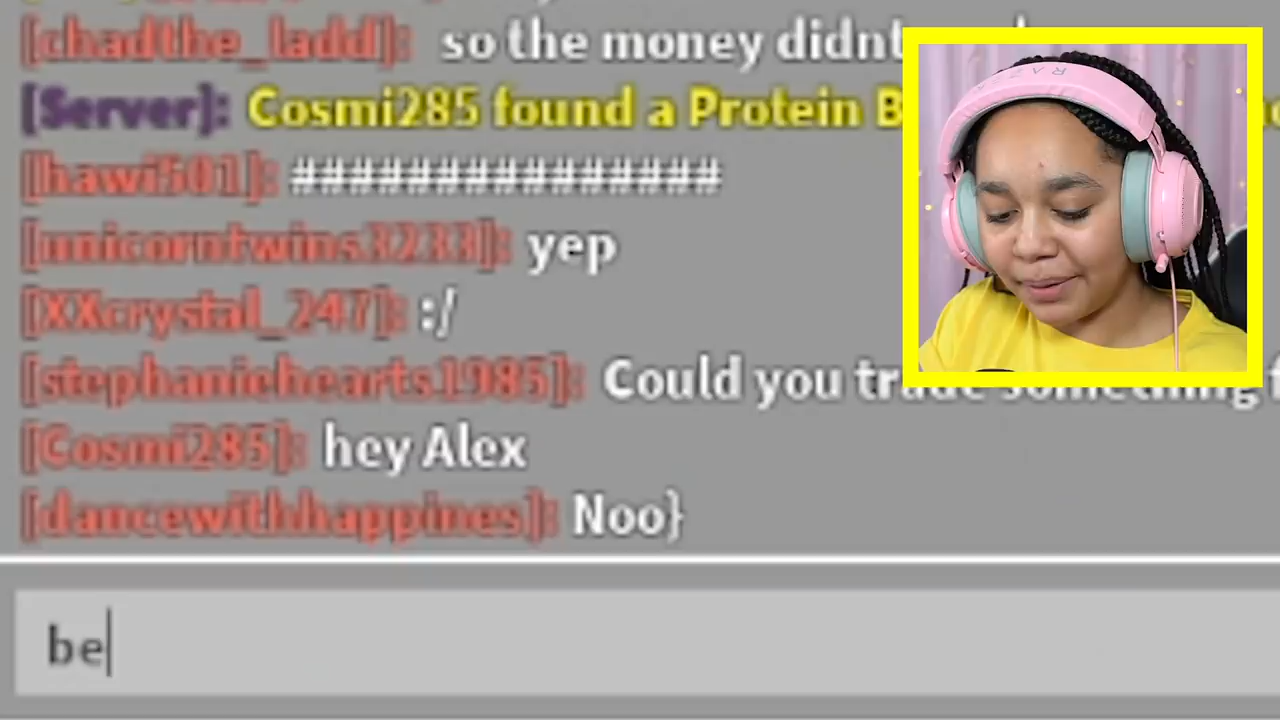 [chadthe_ladd]: so the money didnt
[Server]: Cosmi285 found a Protein
[hawi501]: ###############
[unicorntwins3233]: yep
[XXcrystal_247]: :/
[stephaniehearts1985]: Could you trade something
[Cosmi285]: hey Alex
[dancewithhappines]: Noo}
be